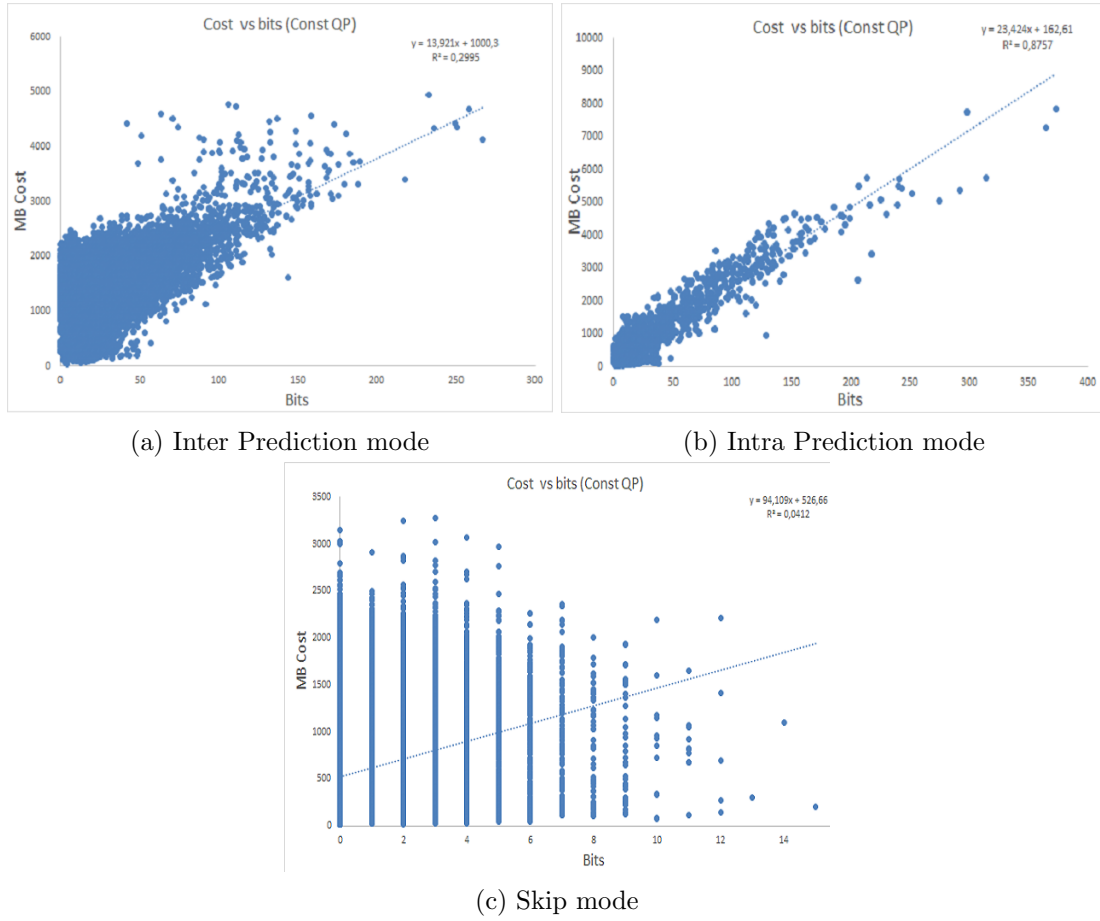 Cost vs bits (Const QP)
y = 13,921x + 1000,3
R² = 0,2995
6000
5000
4000
3000
2000
1000
0
MB Cost
0 50 100 150 200 250 300
Bits
(a) Inter Prediction mode
Cost vs bits (Const QP)
y = 23,424x + 162,61
R² = 0,8757
10000
9000
8000
7000
6000
5000
4000
3000
2000
1000
0
MB Cost
0 50 100 150 200 250 300 350 400
Bits
(b) Intra Prediction mode
Cost vs bits (Const QP)
y = 94,109x + 526,66
R² = 0,0412
3500
3000
2500
2000
1500
1000
500
0
MB Cost
0 2 4 6 8 10 12 14
Bits
(c) Skip mode